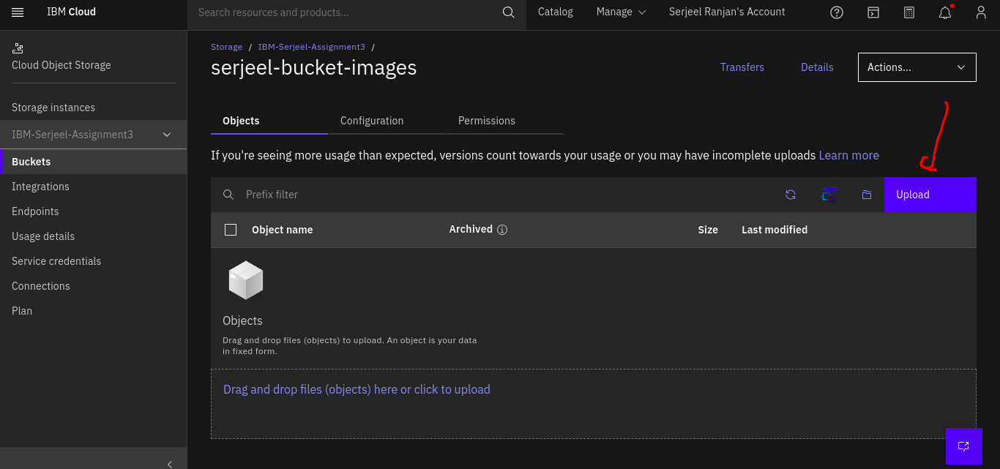 IBM Cloud
Search resources and products...
Catalog
Manage
Serjeel Ranjan's Account
Cloud Object Storage
Storage instances
IBM-Serjeel-Assignment3
Buckets
Integrations
Endpoints
Usage details
Service credentials
Connections
Plan
Storage / IBM-Serjeel-Assignment3 /
serjeel-bucket-images
Transfers
Details
Actions...
Objects
Configuration
Permissions
If you're seeing more usage than expected, versions count towards your usage or you may have incomplete uploads Learn more
Prefix filter
Upload
Object name
Archived
Size
Last modified
Objects
Drag and drop files (objects) to upload. An object is your data
in fixed form.
Drag and drop files (objects) here or click to upload